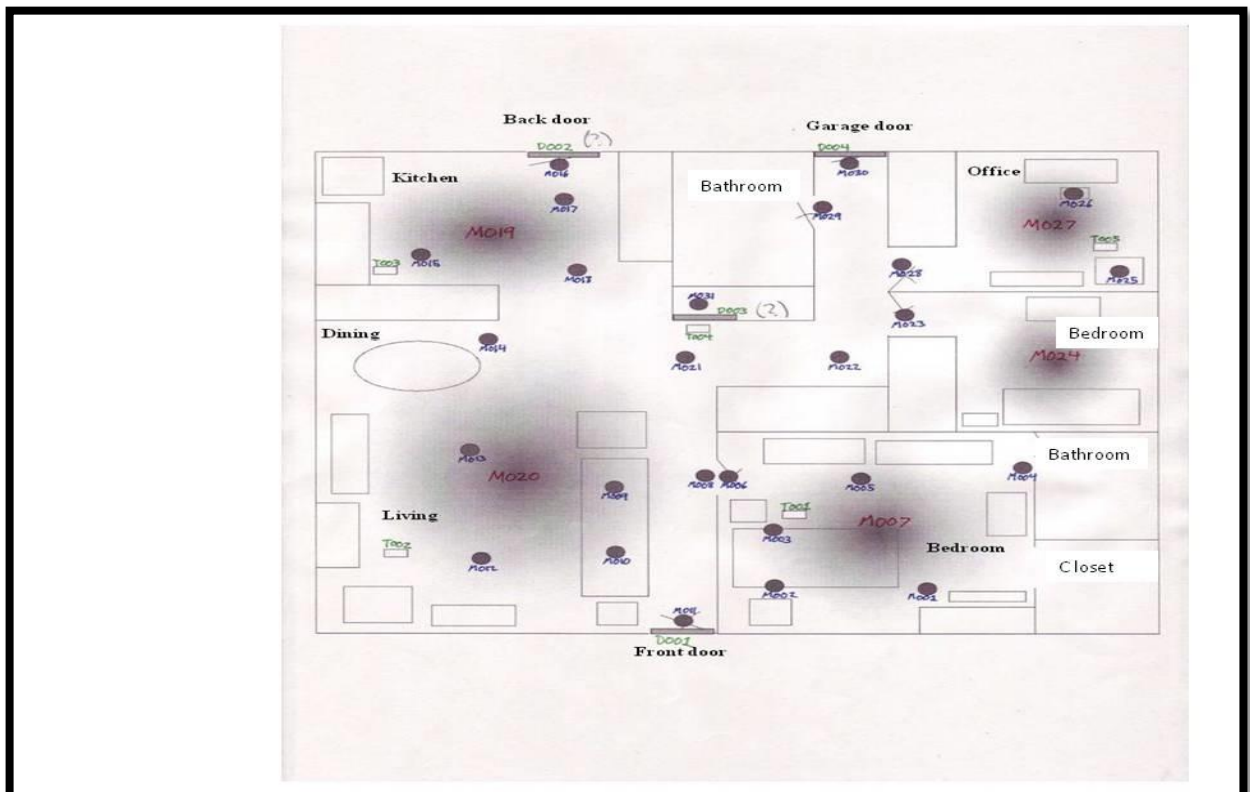 Back door
(?)
Garage door
D002
D004
M016
M030
Kitchen
Bathroom
Office
M026
M017
M029
M019
M027
T005
M015
T003
M018
M028
M025
M031
D003 (?)
M023
Dining
T004
Bedroom
M014
M024
M021
M022
Bathroom
M013
M004
M020
M008
M006
M005
M009
T001
M007
Living
M003
Bedroom
T002
M012
M010
Closet
M002
M001
M011
D001
Front door